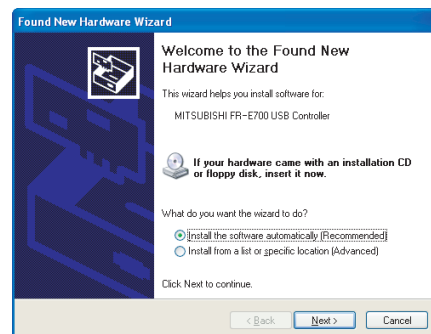 Found New Hardware Wizard
Welcome to the Found New
Hardware Wizard
This wizard helps you install software for:
MITSUBISHI FR-E700 USB Controller
If your hardware came with an installation CD
or floppy disk, insert it now.
What do you want the wizard to do?
Install the software automatically (Recommended)
Install from a list or specific location (Advanced)
Click Next to continue.
< Back Next > Cancel